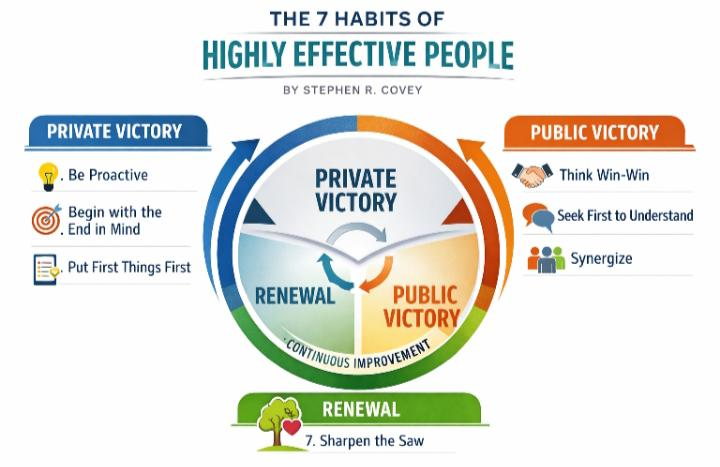 THE 7 HABITS OF
HIGHLY EFFECTIVE PEOPLE
BY STEPHEN R. COVEY
PRIVATE VICTORY
. Be Proactive
Begin with the
. End in Mind
. Put First Things First
PRIVATE
VICTORY
RENEWAL
PUBLIC
VICTORY
· CONTINUOUS IMPROVEMENT
PUBLIC VICTORY
Think Win-Win
Seek First to Understand
Synergize
RENEWAL
7. Sharpen the Saw